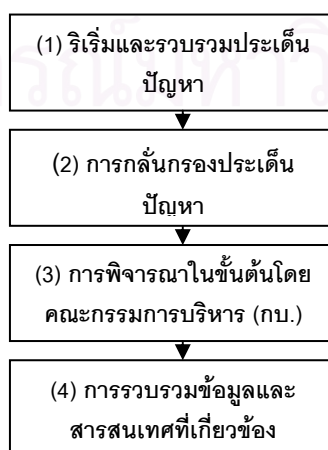 (1) ริเริ่มและรวบรวมประเด็น
ปัญหา
(2) การกลั่นกรองประเด็น
ปัญหา
(3) การพิจารณาในขั้นต้นโดย
คณะกรรมการบริหาร (กบ.)
(4) การรวบรวมข้อมูลและ
สารสนเทศที่เกี่ยวข้อง